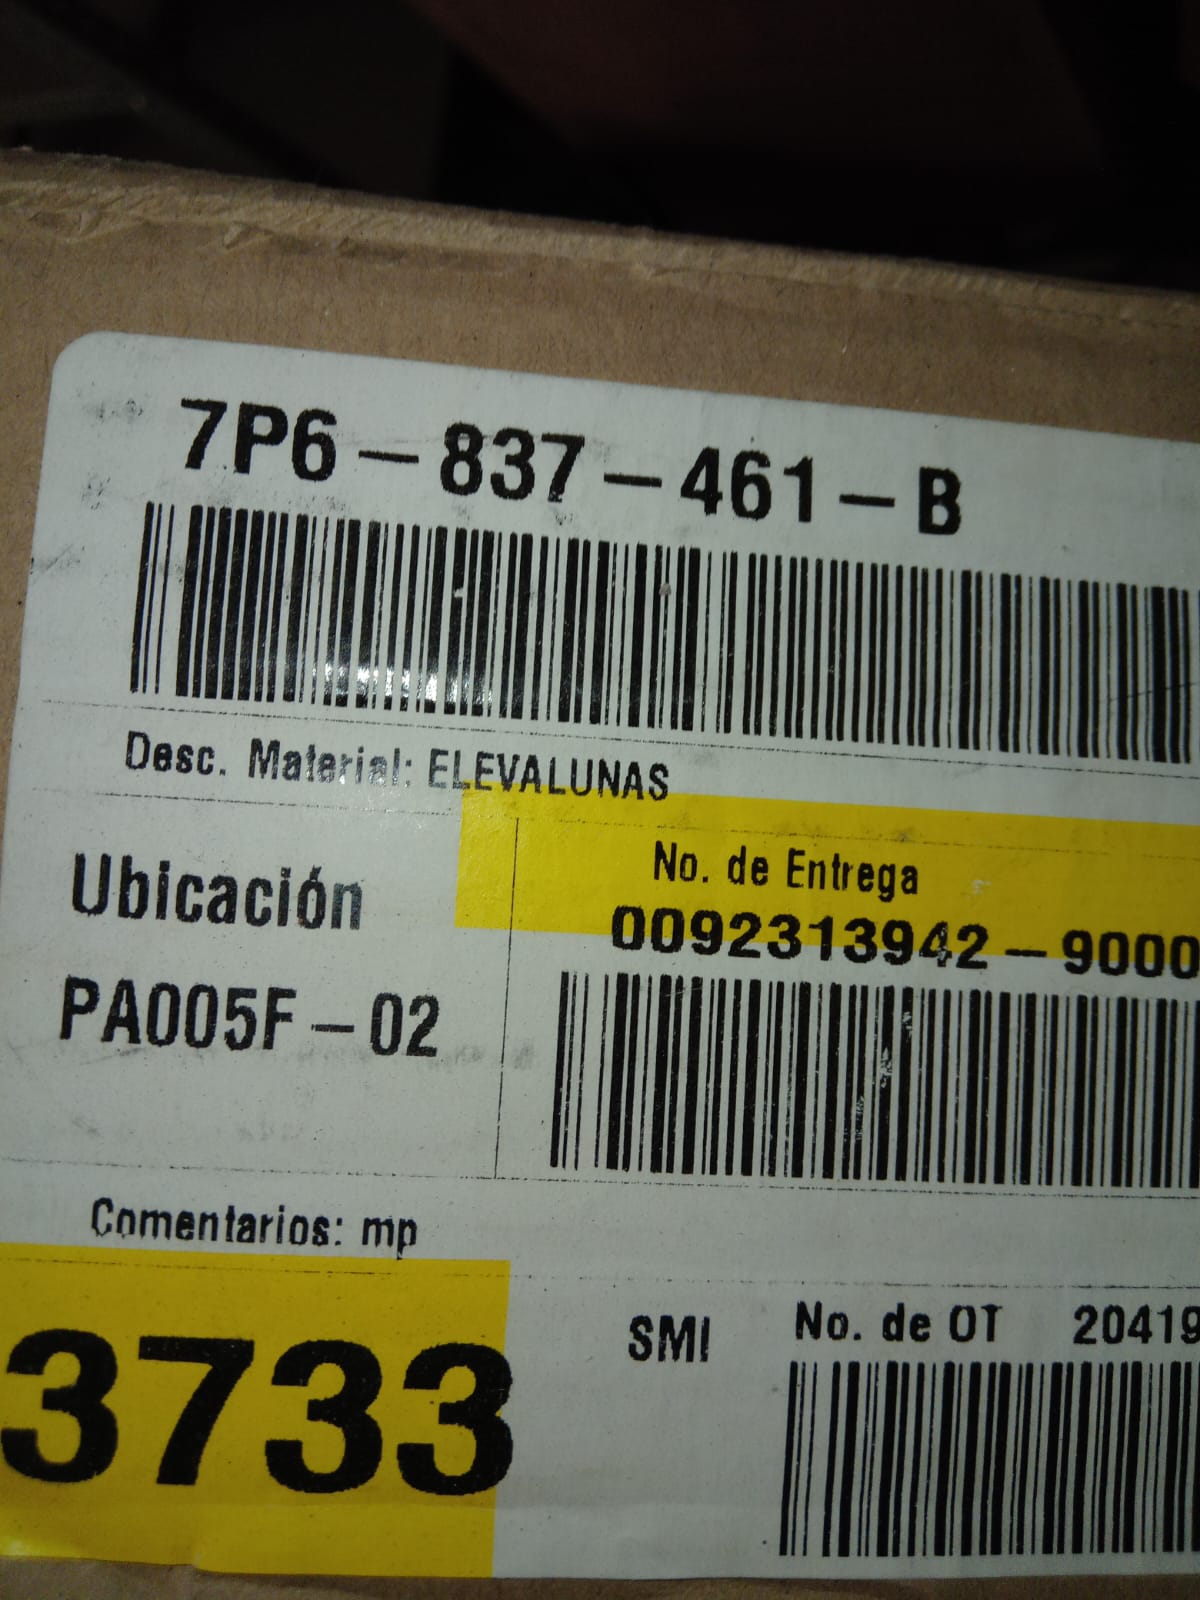 7P6-837-461-B
Desc. Material: ELEVALUNAS
Ubicación
No. de Entrega
0092313942-9000
PA005F-02
Comentarios: mp
3733
SMI
No. de OT 20419